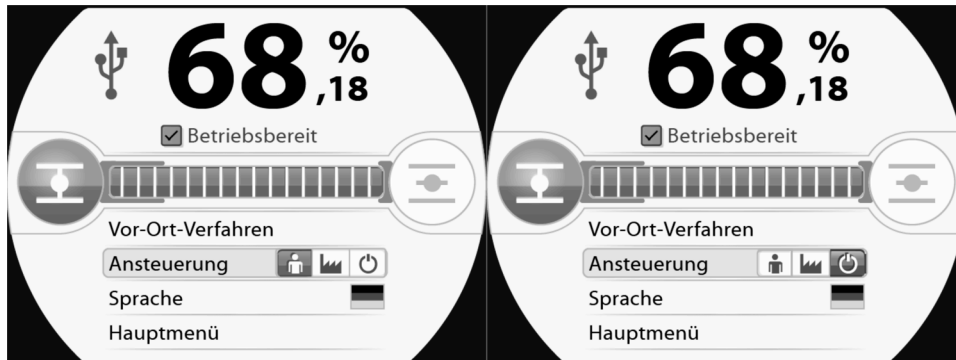 68,18 %
Betriebsbereit
Vor-Ort-Verfahren
Ansteuerung
Sprache
Hauptmenü
68,18 %
Betriebsbereit
Vor-Ort-Verfahren
Ansteuerung
Sprache
Hauptmenü